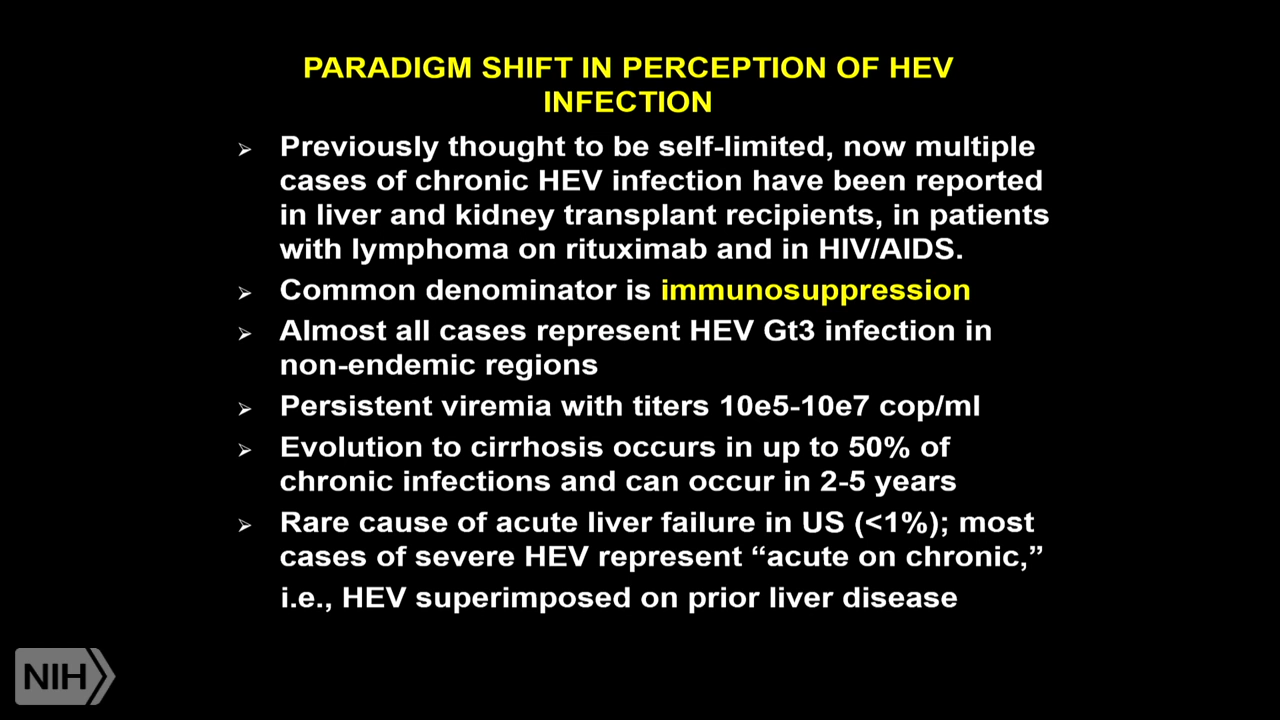 PARADIGM SHIFT IN PERCEPTION OF HEV
INFECTION
➢ Previously thought to be self-limited, now multiple
cases of chronic HEV infection have been reported
in liver and kidney transplant recipients, in patients
with lymphoma on rituximab and in HIV/AIDS.
➢ Common denominator is immunosuppression
➢ Almost all cases represent HEV Gt3 infection in
non-endemic regions
➢ Persistent viremia with titers 10e5-10e7 cop/ml
➢ Evolution to cirrhosis occurs in up to 50% of
chronic infections and can occur in 2-5 years
➢ Rare cause of acute liver failure in US (<1%); most
cases of severe HEV represent “acute on chronic,”
i.e., HEV superimposed on prior liver disease
NIH